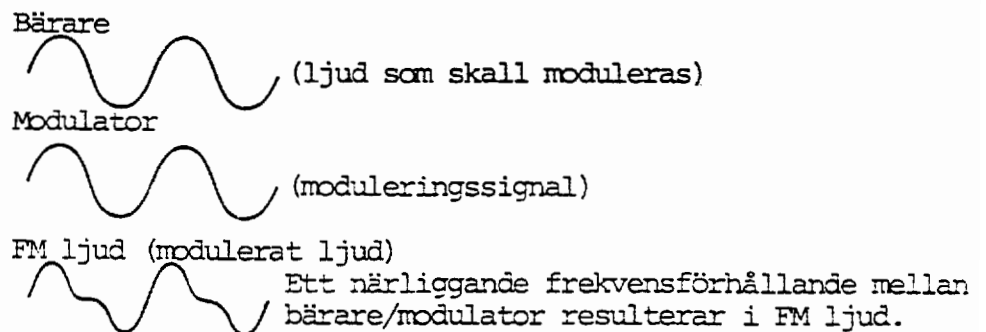 Bärare
(ljud som skall moduleras)
Modulator
(moduleringssignal)
FM ljud (modulerat ljud)
Ett närliggande frekvensförhållande mellan
bärare/modulator resulterar i FM ljud.